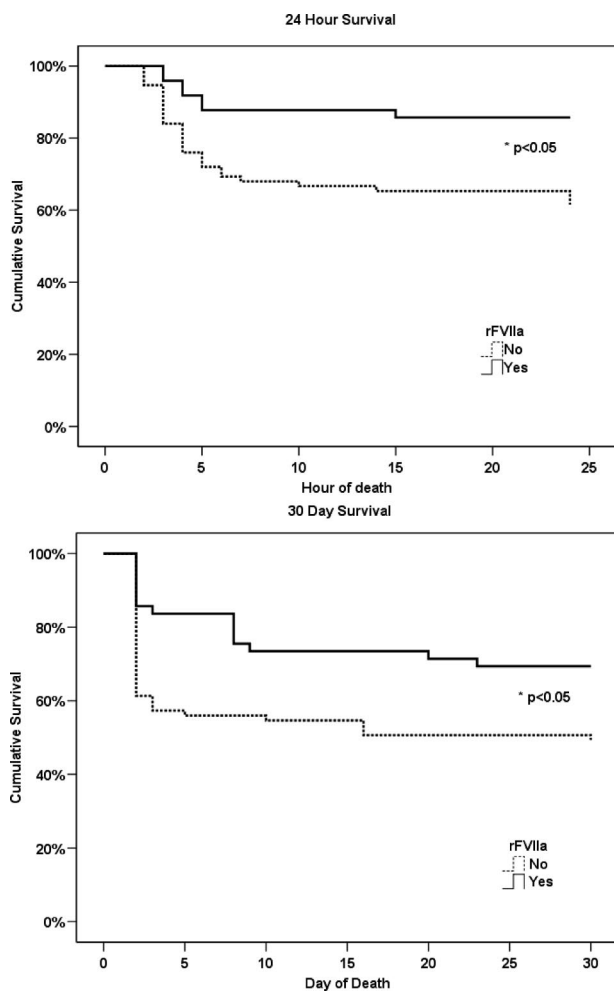 24 Hour Survival
100%
80%
60%
40%
20%
0%
Cumulative Survival
* p<0.05
rFVIIa
No
Yes
0 5 10 15 20 25
Hour of death
30 Day Survival
100%
80%
60%
40%
20%
0%
Cumulative Survival
* p<0.05
rFVIIa
No
Yes
0 5 10 15 20 30
Day of Death